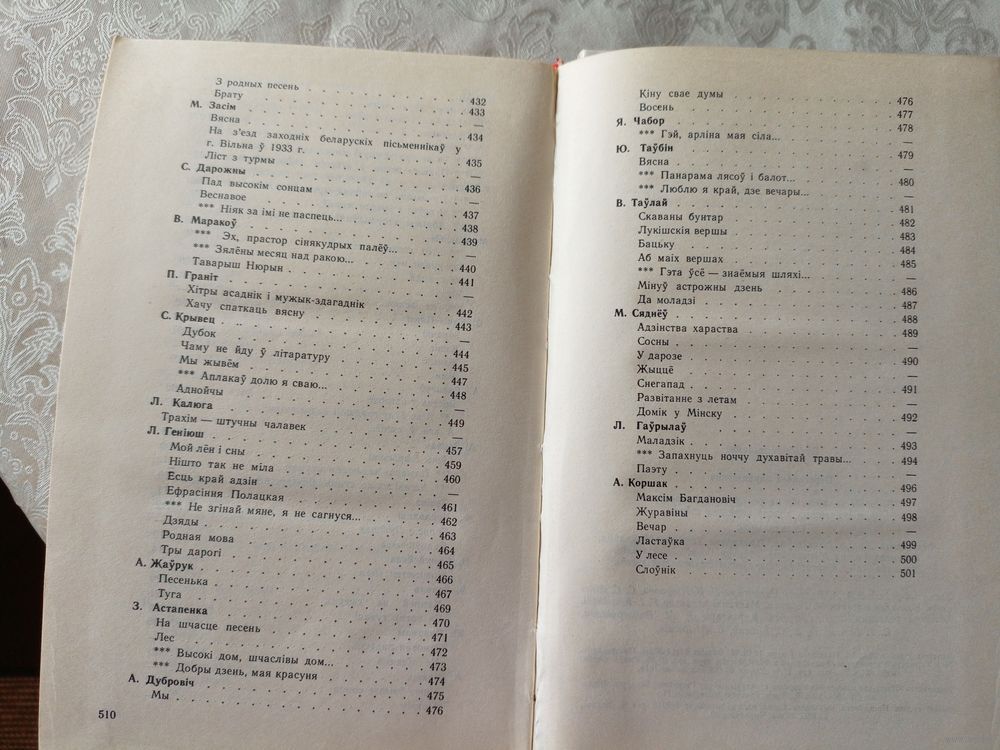 З родных песень 432
Брату 433
М. Засім —
Вясна 434
На з'езд заходніх беларускіх пісьменнікаў у
г. Вільна ў 1933 г. 435
Ліст з турмы —
С. Дарожны 436
Пад высокім сонцам —
Веснавое 437
*** Ніяк за імі не паспець... 438
В. Маракоў 439
*** Эх, прастор сінякудрых палёў... —
*** Зялёны месяц над ракою... 440
Таварыш Нюрын 441
П. Граніт —
Хітры асаднік і мужык-здагаднік 442
Хачу спаткаць вясну 443
С. Крывец —
Дубок 444
Чаму не йду ў літаратуру 445
Мы жывём 447
*** Аплакаў долю я сваю... 448
Аднойчы —
Л. Калюга 449
Трахім — штучны чалавек —
Л. Геніюш 457
Мой лён і сны 459
Нішто так не міла 460
Ёсць край адзін —
Ефрасіння Полацкая 461
*** Не згінай мяне, я не сагнуся... 462
Дзяды 463
Родная мова 464
Тры дарогі 465
А. Жаўрук 466
Песенька 467
Туга 469
З. Астапенка 470
На шчасце песень 471
Лес 472
*** Высокі дом, шчаслівы дом... 473
*** Добры дзень, мая красуня 474
А. Дубровіч 475
Мы 476
510
Кіну свае думы 476
Восень 477
Я. Чабор 478
*** Гэй, арліна мая сіла... —
Ю. Таўбін 479
Вясна —
*** Панарама лясоў і балот... 480
*** Люблю я край, дзе вечары... —
В. Таўлай 481
Скаваны бунтар 482
Лукішскія вершы 483
Бацьку 484
Аб маіх вершах 485
*** Гэта ўсё — знаёмыя шляхі... —
Мінуў астрожны дзень 486
Да моладзі 487
М. Сяднёў 488
Адзінства хараства 489
Сосны —
У дарозе 490
Жыццё —
Снегапад 491
Развітанне з летам —
Домік у Мінску 492
Л. Гаўрылаў —
Маладзік 493
*** Запахнуць ноччу духавітай травы... 494
Паэту —
А. Коршак 496
Максім Багдановіч 497
Журавіны 498
Вечар —
Ластаўка 499
У лесе 500
Слоўнік 501